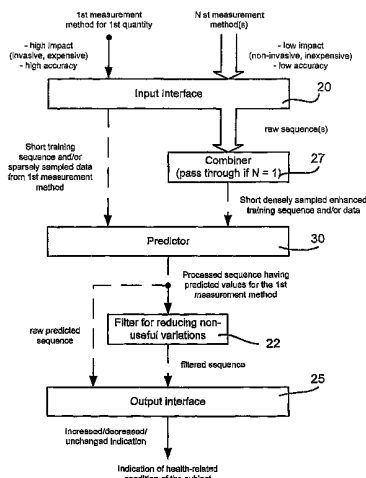 1st measurement
method for 1st quantity
- high impact
(invasive, expensive)
- high accuracy
N st measurement
method(s)
- low impact
(non-invasive, inexpensive)
- low accuracy
Input interface
20
raw sequence(s)
Short training
sequence and/or
sparsely sampled data
from 1st measurement
method
Combiner
(pass through if N = 1)
27
Short densely sampled enhanced
training sequence and/or data
Predictor
30
Processed sequence having
predicted values for the 1st
measurement method
raw predicted
sequence
Filter for reducing non-
useful variations
22
filtered sequence
Output interface
25
Increased/decreased/
unchanged indication
Indication of health-related
condition of the subject